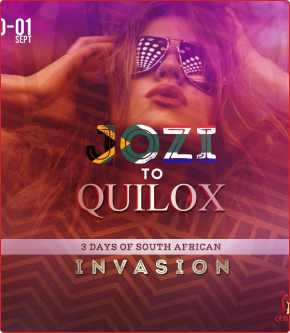 -01
SEPT
JOZI
TO
QUILOX
3 DAYS OF SOUTH AFRICAN
INVASION